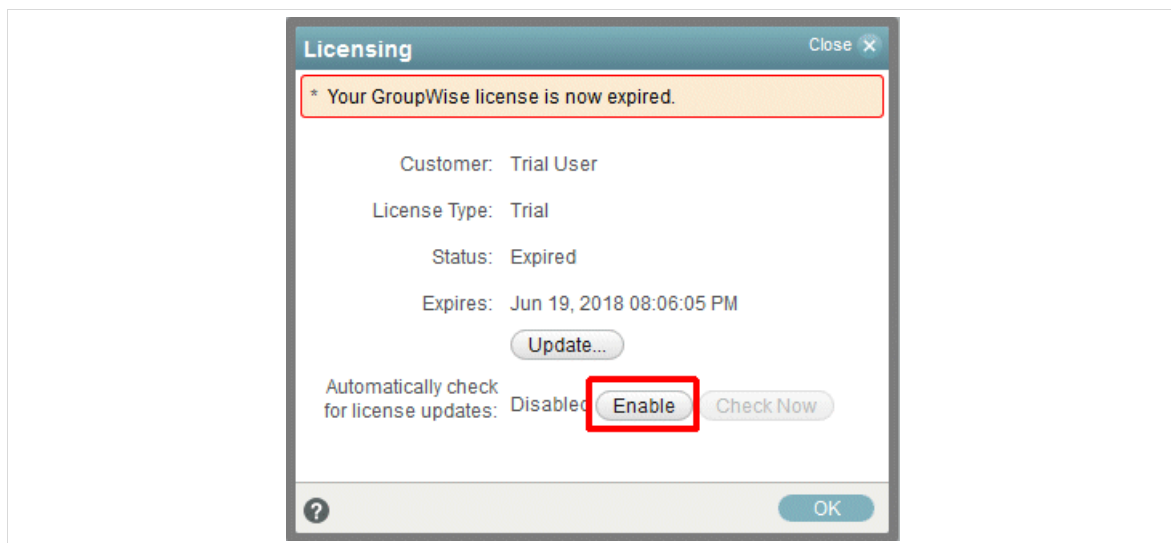 Licensing
Close
* Your GroupWise license is now expired.
Customer: Trial User
License Type: Trial
Status: Expired
Expires: Jun 19, 2018 08:06:05 PM
Update...
Automatically check
for license updates: Disabled Enable Check Now
?
OK